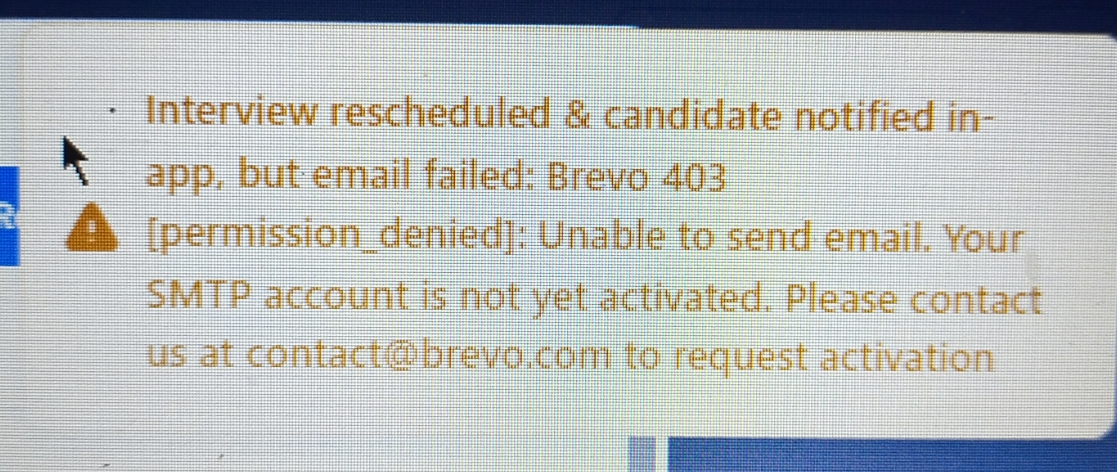 Interview rescheduled & candidate notified in-
app, but email failed: Brevo 403
[permission_denied]: Unable to send email. Your
SMTP account is not yet activated. Please contact
us at contact@brevo.com to request activation